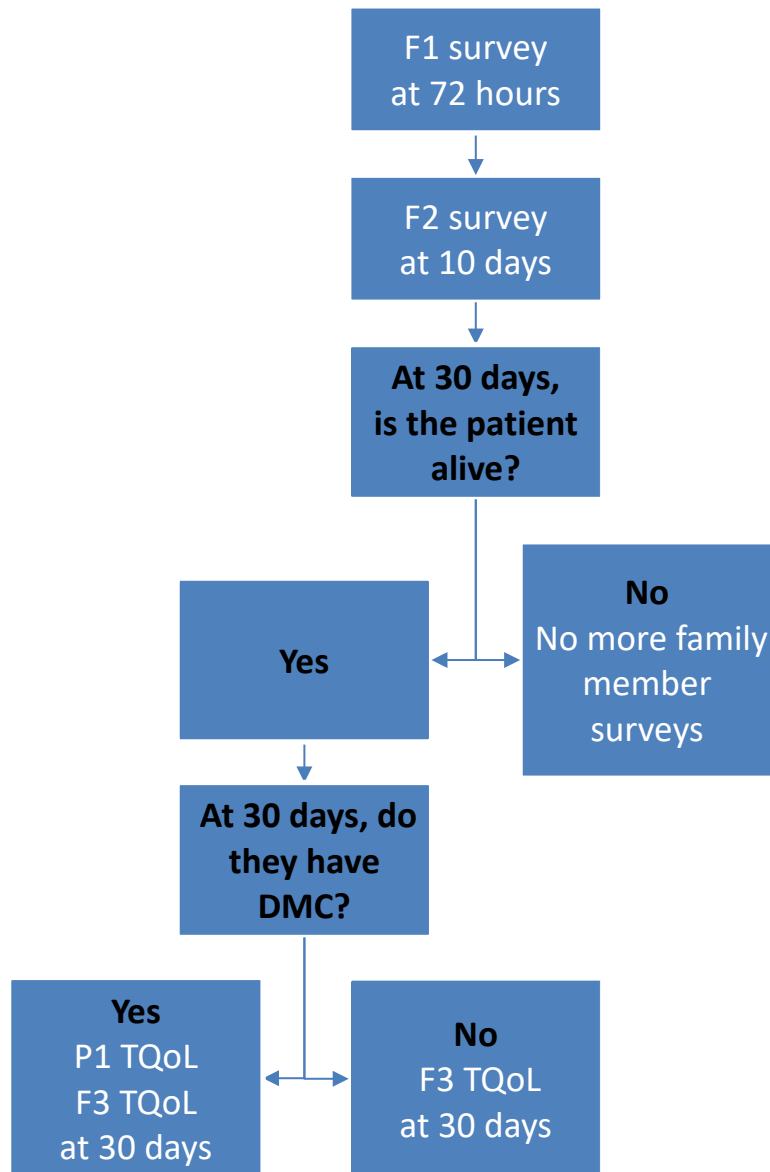 F1 survey
at 72 hours
F2 survey
at 10 days
At 30 days,
is the patient
alive?
Yes
No
No more family
member
surveys
At 30 days, do
they have
DMC?
Yes
P1 TQoL
F3 TQoL
at 30 days
No
F3 TQoL
at 30 days